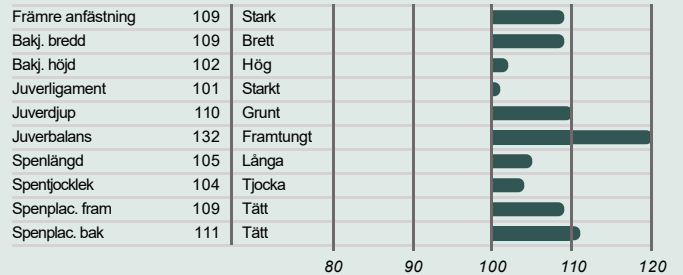 Främre anfästning 109 Stark
Bakj. bredd 109 Brett
Bakj. höjd 102 Hög
Juverligament 101 Starkt
Juverdjup 110 Grunt
Juverbalans 132 Framtungt
Spenlängd 105 Långa
Spentjocklek 104 Tjocka
Spenplac. fram 109 Tätt
Spenplac. bak 111 Tätt
80 90 100 110 120